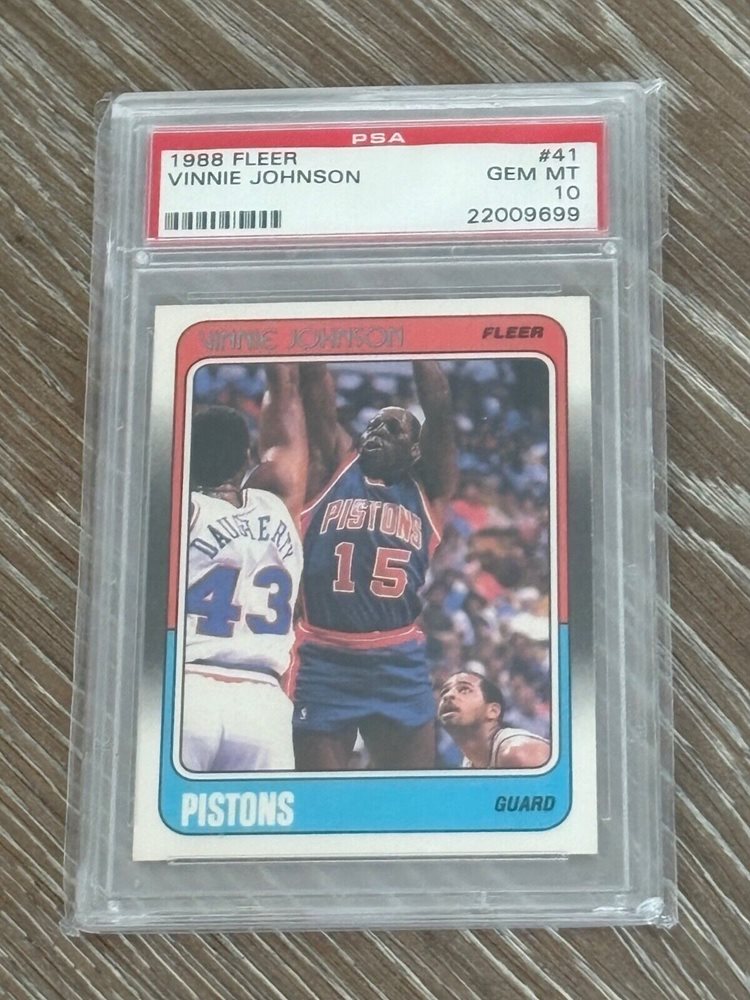 PSA
1988 FLEER #41
VINNIE JOHNSON GEM MT
10
22009699
VINNIE JOHNSON FLEER
DAUGHERTY
43
PISTONS
15
PISTONS GUARD